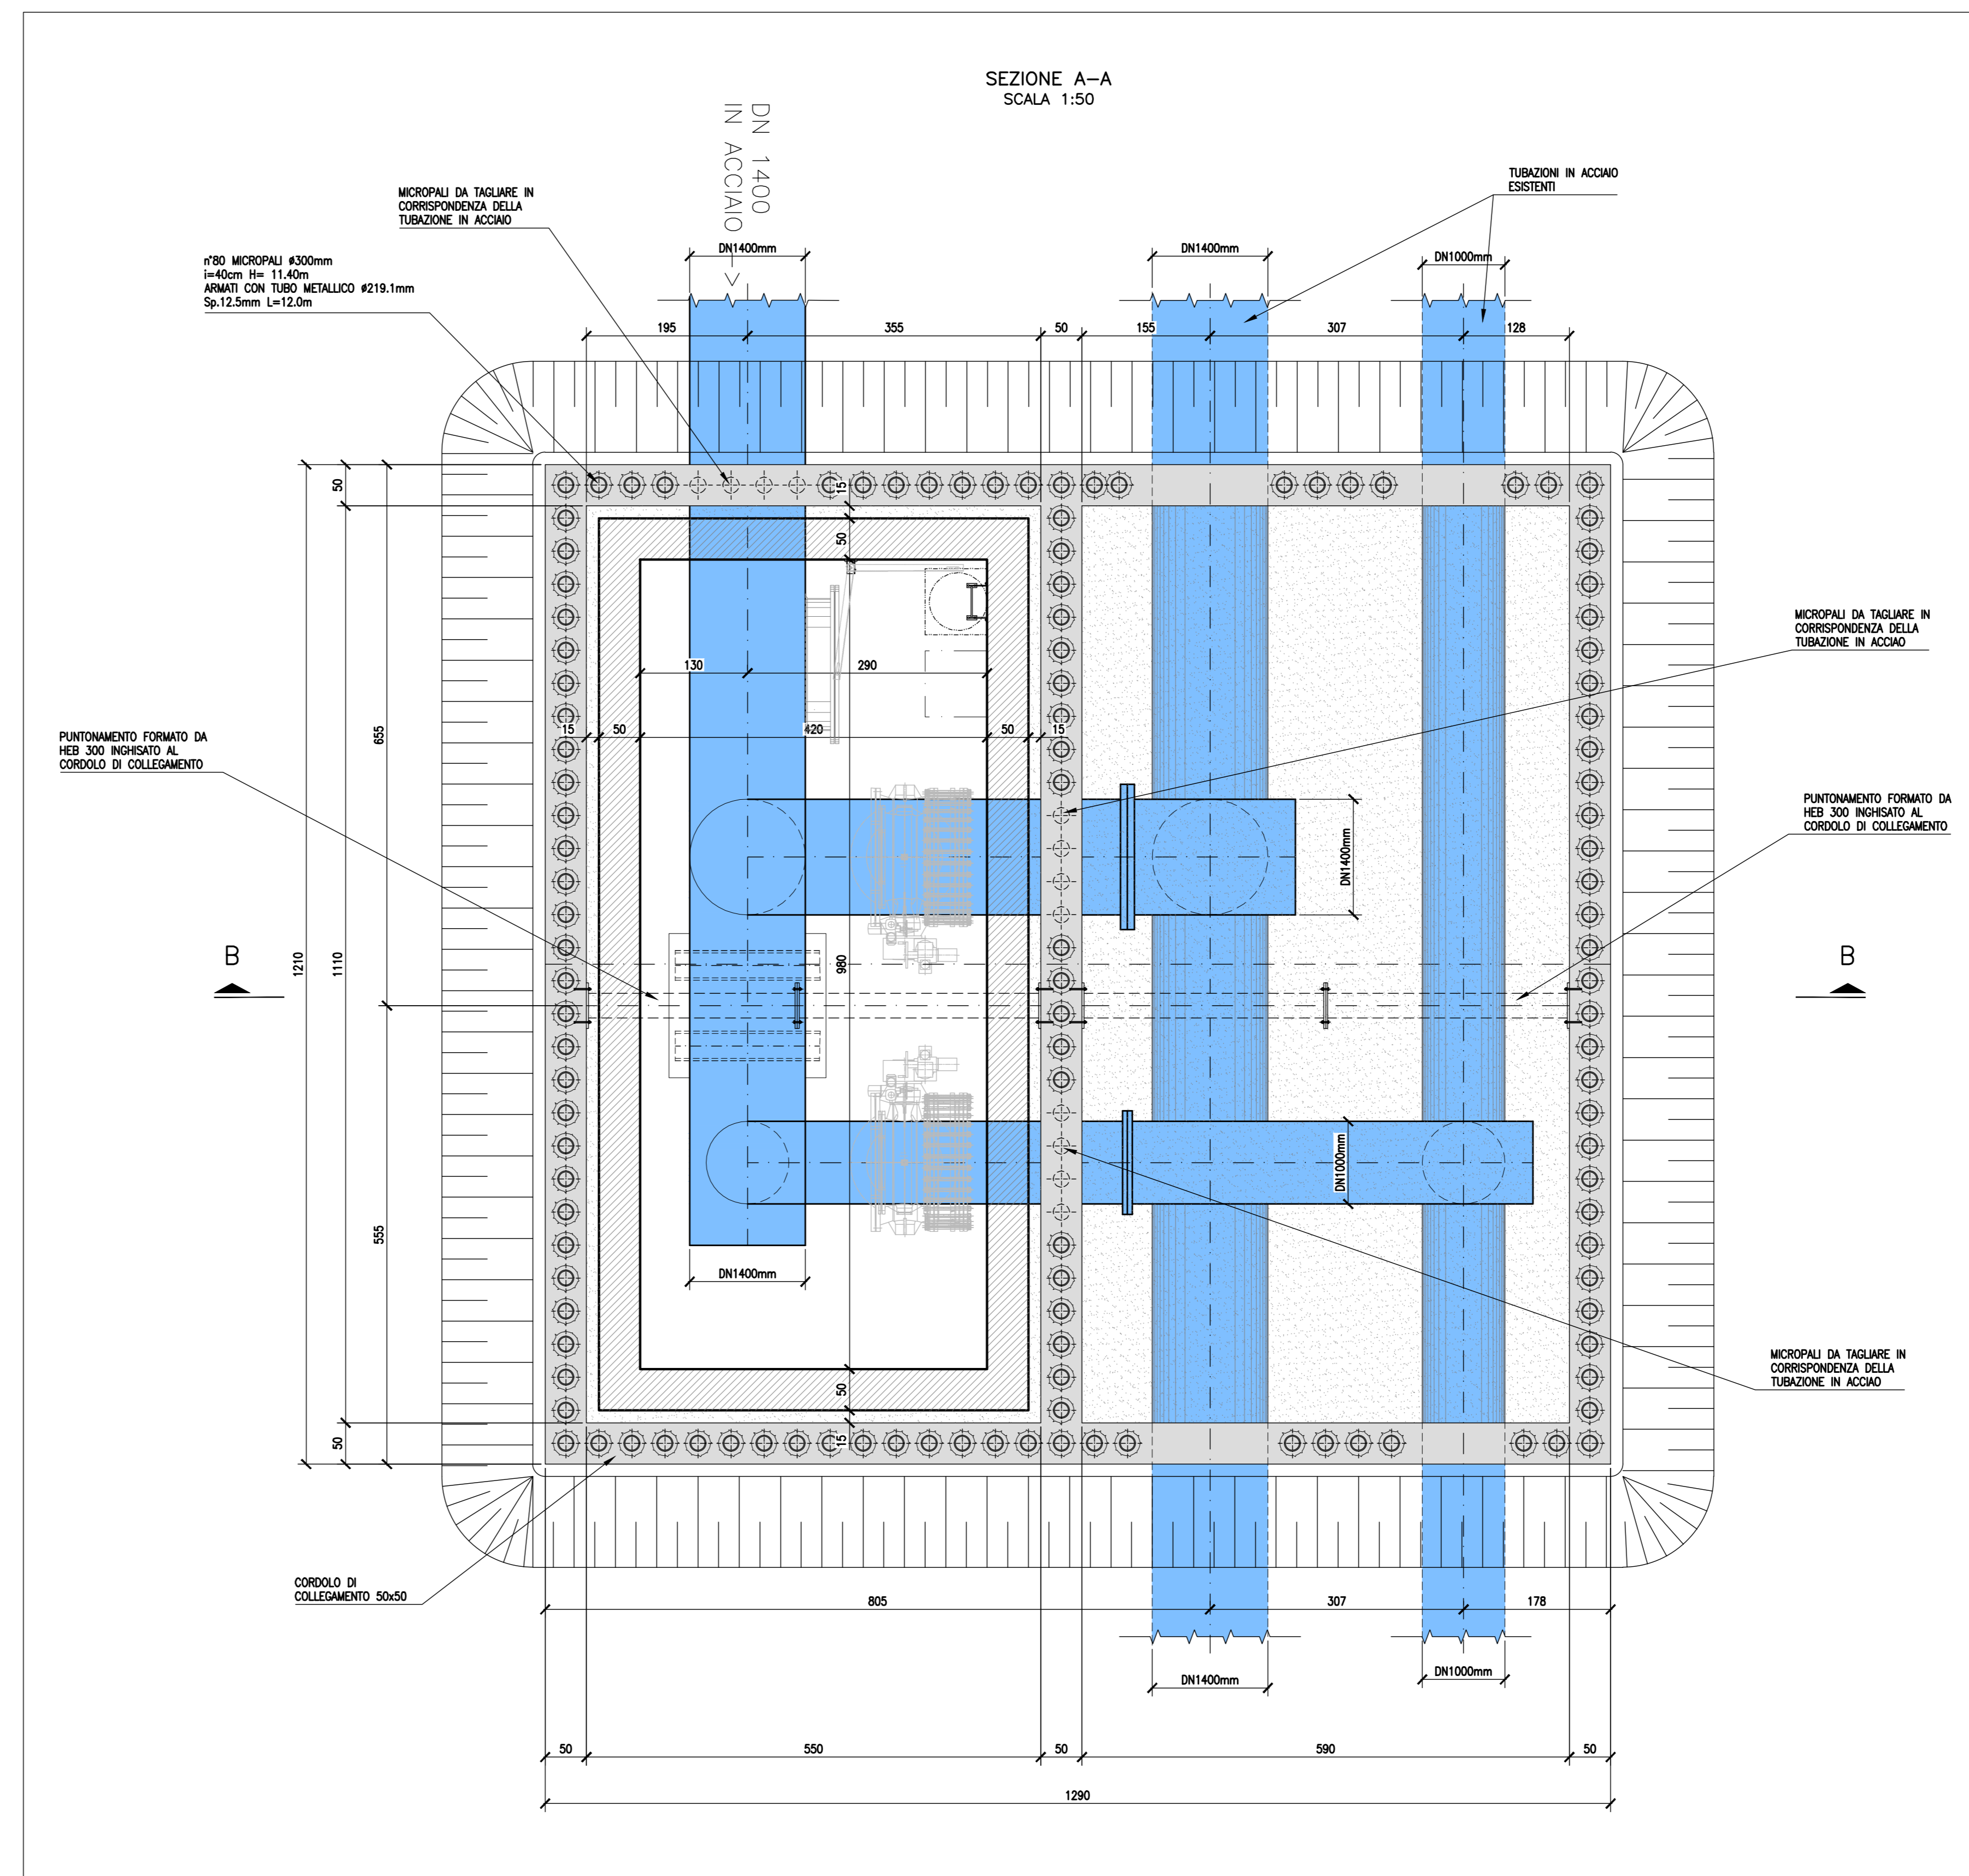 SEZIONE A–A
SCALA 1:50
DN 1400
IN ACCIAIO
TUBAZIONI IN ACCIAIO
ESISTENTI
MICROPALI DA TAGLIARE IN
CORRISPONDENZA DELLA
TUBAZIONE IN ACCIAIO
n°80 MICROPALI ø300mm
i=40cm H= 11.40m
ARMATI CON TUBO METALLICO ø219.1mm
Sp.12.5mm L=12.0m
DN1400mm
DN1400mm
DN1000mm
195
355
50
155
307
128
50
15
50
MICROPALI DA TAGLIARE IN
CORRISPONDENZA DELLA
TUBAZIONE IN ACCIAO
130
290
15
50
420
50
15
655
PUNTONAMENTO FORMATO DA
HEB 300 INGHISATO AL
CORDOLO DI COLLEGAMENTO
PUNTONAMENTO FORMATO DA
HEB 300 INGHISATO AL
CORDOLO DI COLLEGAMENTO
DN1400mm
B
B
1210
1110
980
DN1000mm
555
DN1400mm
MICROPALI DA TAGLIARE IN
CORRISPONDENZA DELLA
TUBAZIONE IN ACCIAO
50
15
50
CORDOLO DI
COLLEGAMENTO 50x50
805
307
178
DN1400mm
DN1000mm
50
550
50
590
50
1290